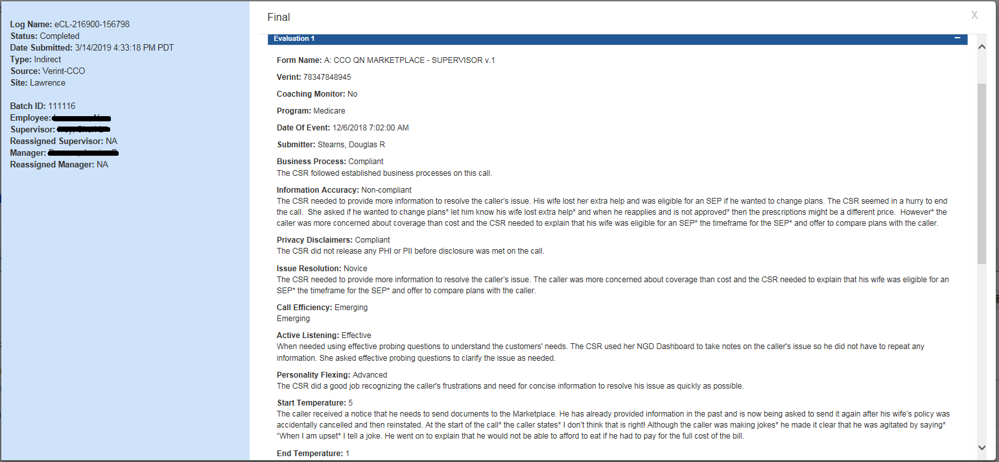 Log Name: eCL-216900-156798
Status: Completed
Date Submitted: 3/14/2019 4:33:18 PM PDT
Type: Indirect
Source: Verint-CCO
Site: Lawrence
Batch ID: 111116
Employee:
Supervisor:
Reassigned Supervisor: NA
Manager:
Reassigned Manager: NA
Final
X
Evaluation 1
Form Name: A: CCO QN MARKETPLACE - SUPERVISOR v.1
Verint: 78347848945
Coaching Monitor: No
Program: Medicare
Date Of Event: 12/6/2018 7:02:00 AM
Submitter: Stearns, Douglas R
Business Process: Compliant
The CSR followed established business processes on this call.
Information Accuracy: Non-compliant
The CSR needed to provide more information to resolve the caller's issue. His wife lost her extra help and was eligible for an SEP if he wanted to change plans. The CSR seemed in a hurry to end
the call.  She asked if he wanted to change plans* let him know his wife lost extra help* and when he reapplies and is not approved* then the prescriptions might be a different price.  However* the
caller was more concerned about coverage than cost and the CSR needed to explain that his wife was eligible for an SEP* the timeframe for the SEP* and offer to compare plans with the caller.
Privacy Disclaimers: Compliant
The CSR did not release any PHI or PII before disclosure was met on the call.
Issue Resolution: Novice
The CSR needed to provide more information to resolve the caller's issue. The caller was more concerned about coverage than cost and the CSR needed to explain that his wife was eligible for an
SEP* the timeframe for the SEP* and offer to compare plans with the caller.
Call Efficiency: Emerging
Emerging
Active Listening: Effective
When needed using effective probing questions to understand the customers' needs. The CSR used her NGD Dashboard to take notes on the caller's issue so he did not have to repeat any
information. She asked effective probing questions to clarify the issue as needed.
Personality Flexing: Advanced
The CSR did a good job recognizing the caller's frustrations and need for concise information to resolve his issue as quickly as possible.
Start Temperature: 5
The caller received a notice that he needs to send documents to the Marketplace. He has already provided information in the past and is now being asked to send it again after his wife's policy was
accidentally cancelled and then reinstated. At the start of the call* the caller states* I don't think that is right! Although the caller was making jokes* he made it clear that he was agitated by saying*
“When I am upset* I tell a joke. He went on to explain that he would not be able to afford to eat if he had to pay for the full cost of the bill.
End Temperature: 1